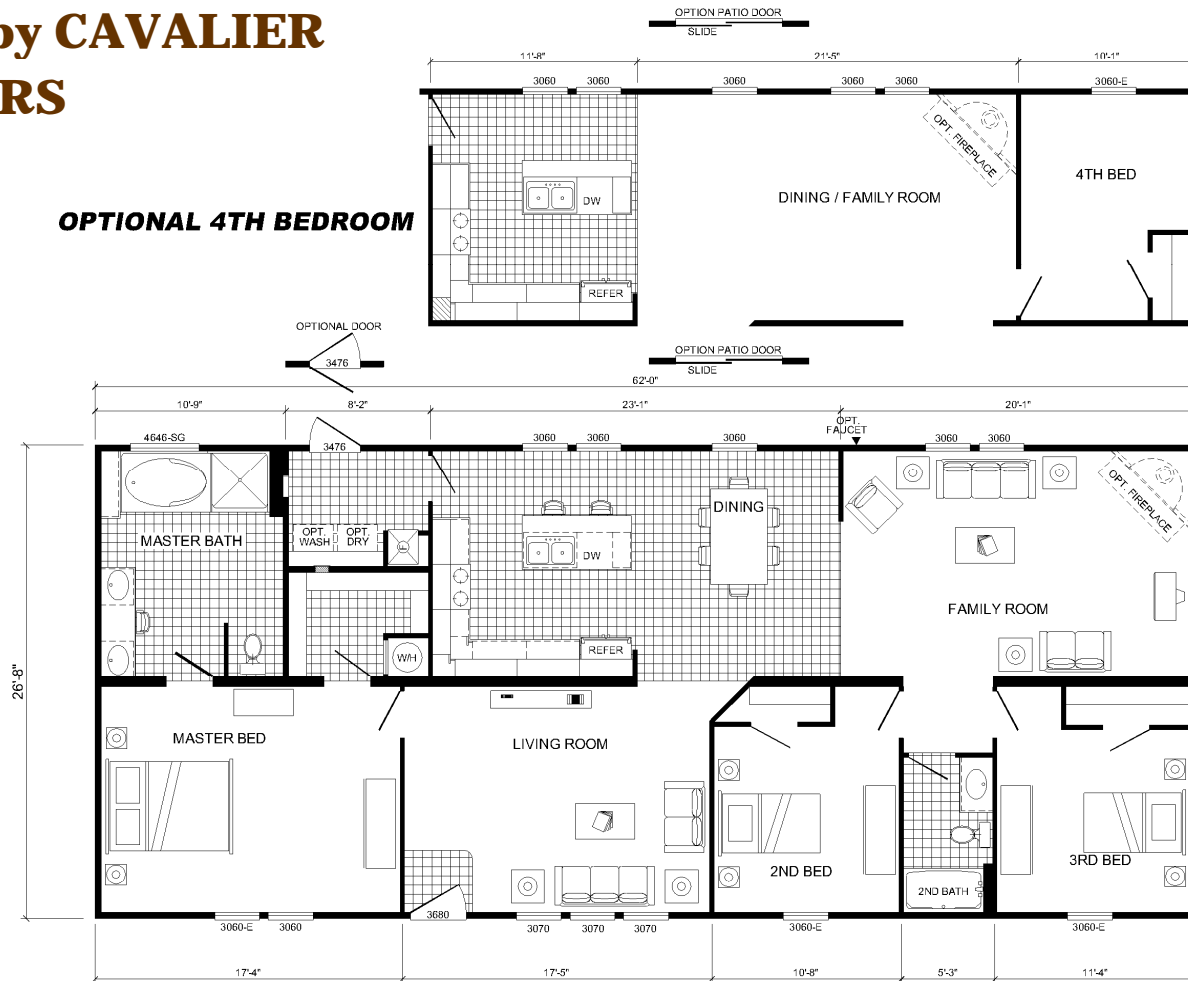 by CAVALIER
RS
OPTION PATIO DOOR
SLIDE
11'-8"
21'-5"
10'-1"
3060
3060
3060
3060
3060
3060-E
OPT. FIREPLACE
4TH BED
DINING / FAMILY ROOM
DW
OPTIONAL 4TH BEDROOM
REFER
OPTIONAL DOOR
3476
OPTION PATIO DOOR
SLIDE
62'-0"
10'-9"
8'-2"
23'-1"
20'-1"
OPT.
FAUCET
4646-SG
3476
3060
3060
3060
3060
3060
OPT. FIREPLACE
DINING
MASTER BATH
OPT.
WASH
OPT.
DRY
F
DW
FAMILY ROOM
REFER
W/H
26'-8"
MASTER BED
LIVING ROOM
2ND BED
3RD BED
2ND BATH
3680
3060-E
3060
3070
3070
3070
3060-E
3060-E
17'-4"
17'-5"
10'-8"
5'-3"
11'-4"